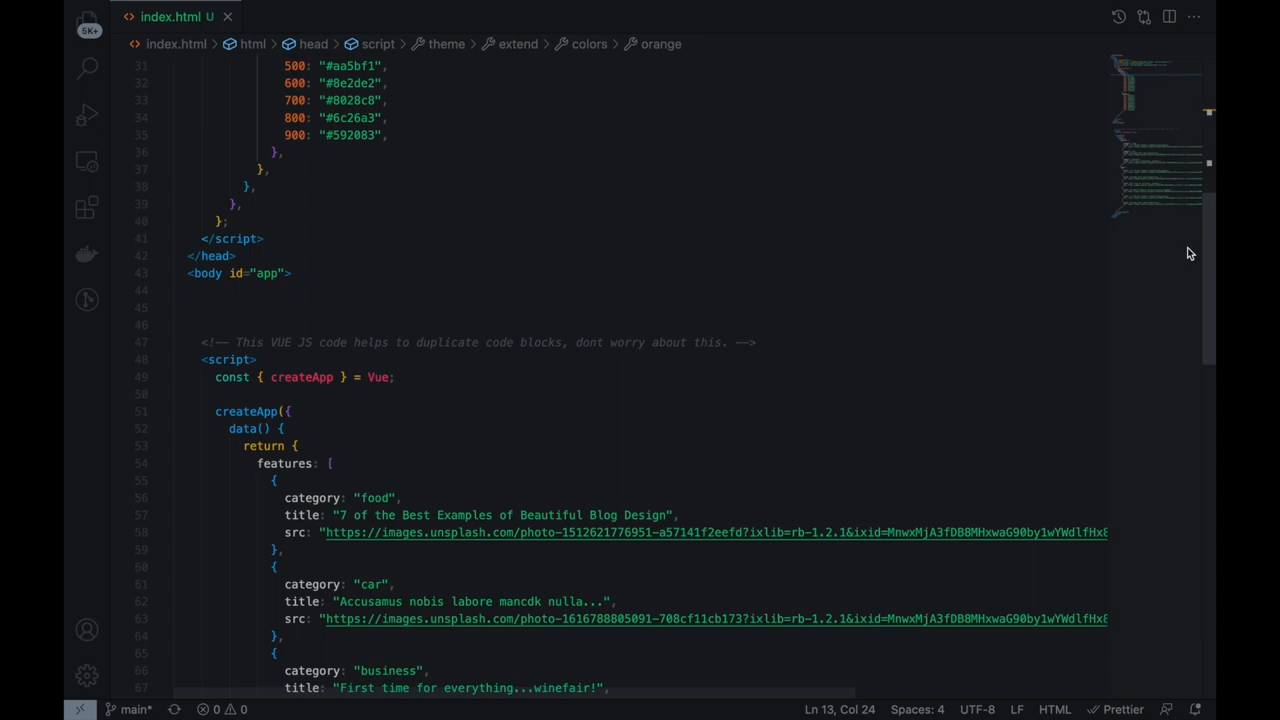 index.html U
5K+
index.html > html > head > script > theme > extend > colors > orange
31 500: "#aa5bf1",
32 600: "#8e2de2",
33 700: "#8028c8",
34 800: "#6c26a3",
35 900: "#592083",
36 },
37 },
38 },
39 },
40 };
41 </script>
42 </head>
43 <body id="app">
44
45
46
47 <!-- This VUE JS code helps to duplicate code blocks, dont worry about this. -->
48 <script>
49 const { createApp } = Vue;
50
51 createApp({
52 data() {
53 return {
54 features: [
55 {
56 category: "food",
57 title: "7 of the Best Examples of Beautiful Blog Design",
58 src: "https://images.unsplash.com/photo-1512621776951-a57141f2eefd?ixlib=rb-1.2.1&ixid=MnwxMjA3fDB8MHxwaG90by1wYWdlfHx8
59 },
60 {
61 category: "car",
62 title: "Accusamus nobis labore mancdk nulla...",
63 src: "https://images.unsplash.com/photo-1616788805091-708cf11cb173?ixlib=rb-1.2.1&ixid=MnwxMjA3fDB8MHxwaG90by1wYWdlfHx8
64 },
65 {
66 category: "business",
67 title: "First time for everything...winefair!",
main* 0 0 Ln 13, Col 24 Spaces: 4 UTF-8 LF HTML Prettier